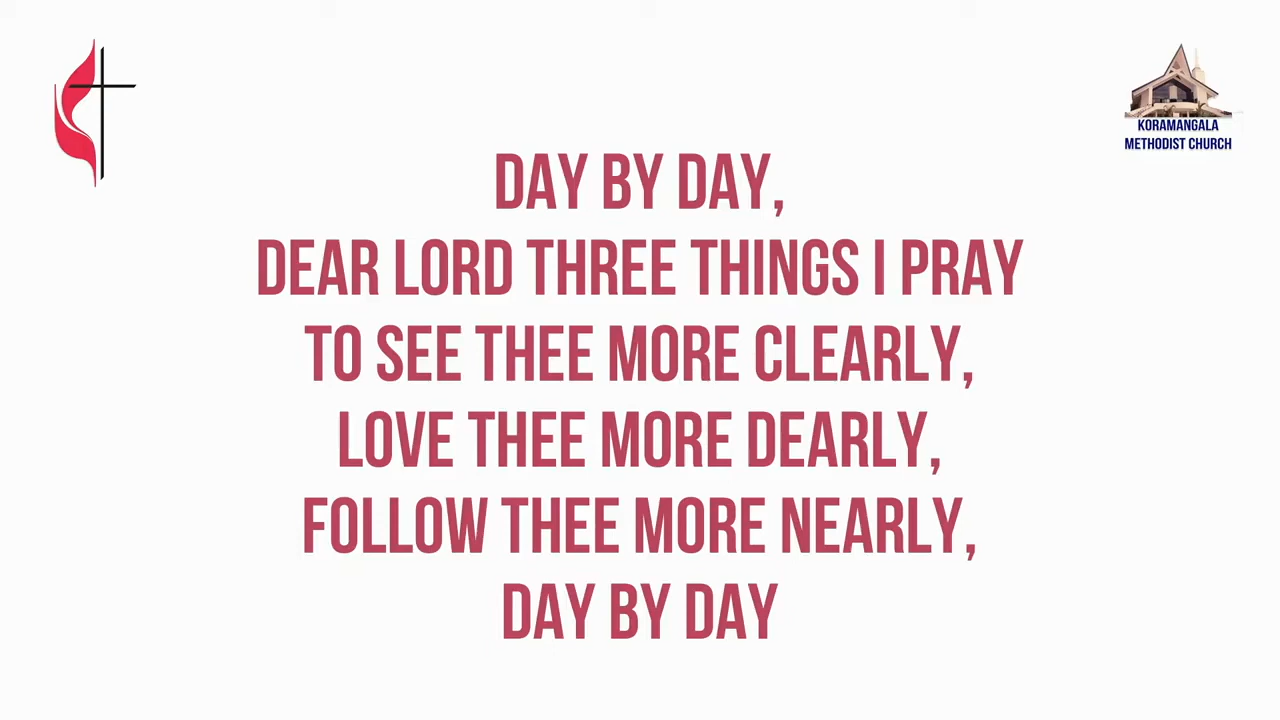 KORAMANGALA
METHODIST CHURCH
DAY BY DAY,
DEAR LORD THREE THINGS I PRAY
TO SEE THEE MORE CLEARLY,
LOVE THEE MORE DEARLY,
FOLLOW THEE MORE NEARLY,
DAY BY DAY